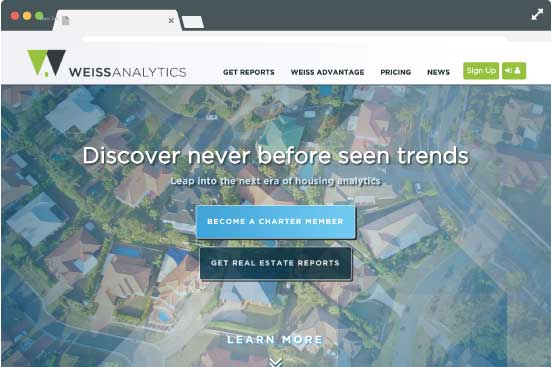 WEISSANALYTICS
GET REPORTS WEISS ADVANTAGE PRICING NEWS Sign Up
Discover never before seen trends
Leap into the next era of housing analytics
BECOME A CHARTER MEMBER
GET REAL ESTATE REPORTS
LEARN MORE